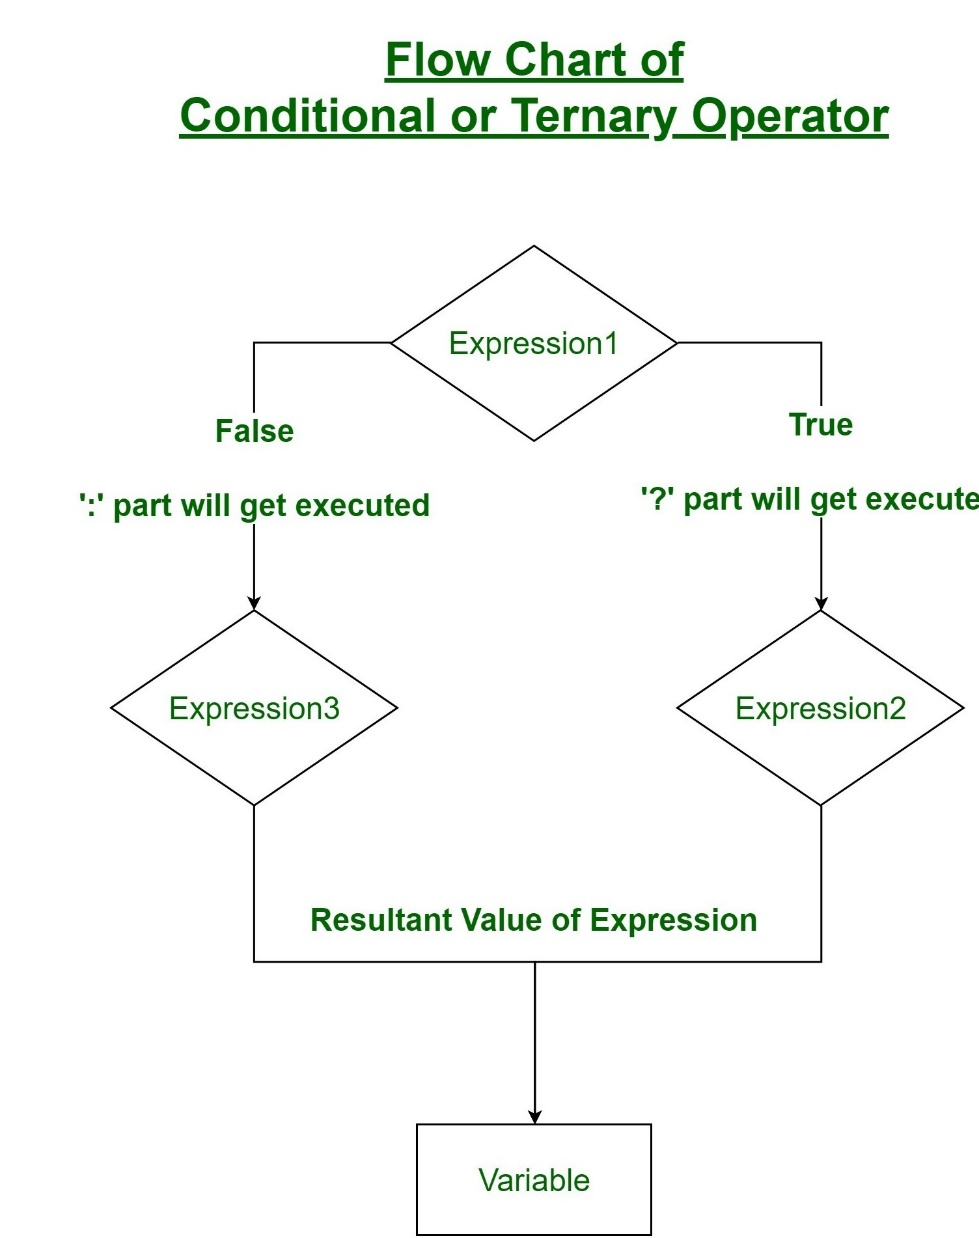 Flow Chart of
Conditional or Ternary Operator
Expression1
False
True
':' part will get executed
'?' part will get execute
Expression3
Expression2
Resultant Value of Expression
Variable